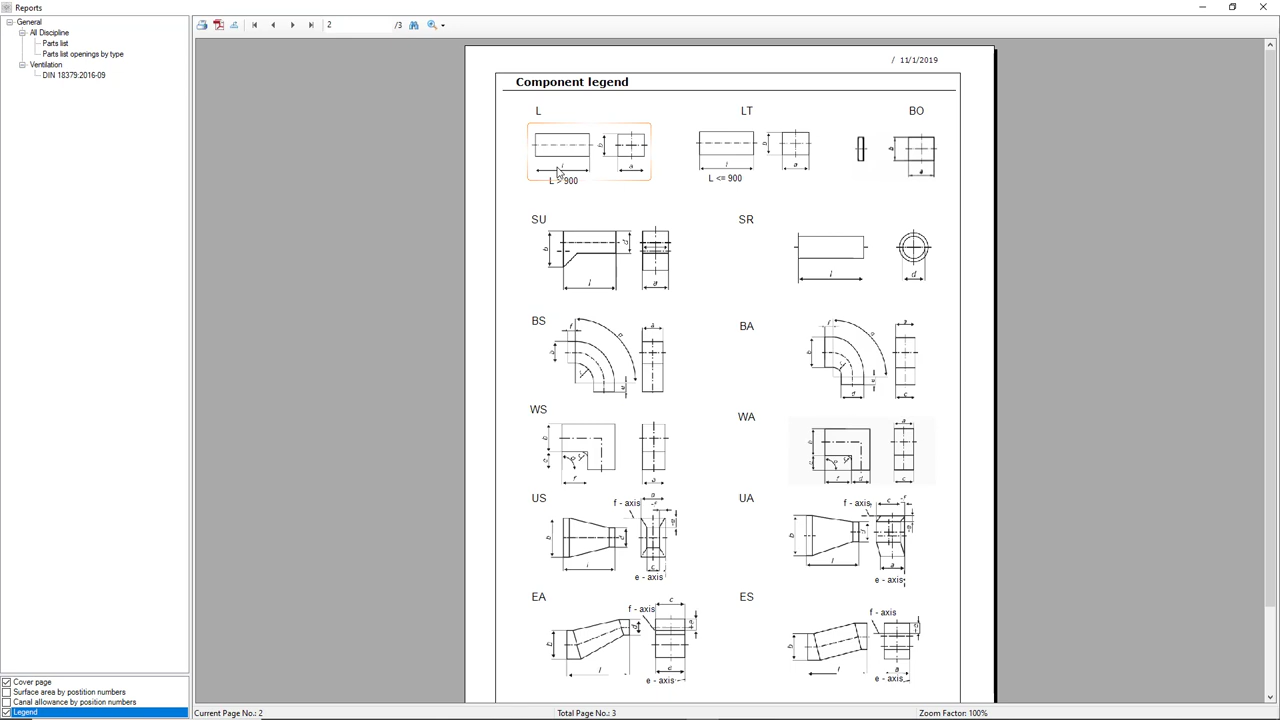 Reports
General
All Discipline
Parts list
Parts list openings by type
Ventilation
DIN 18379:2016-09
2 /3
/ 11/1/2019
Component legend
L LT BO
b b b
l a l a a
L > 900 L <= 900
SU SR
b d
l a l d
BS BA
WS WA
US UA
f - axis f - axis
b d b d
l c l a
e - axis e - axis
EA ES
f - axis c f - axis
b d b
l a l a
e - axis e - axis
Cover page
Surface area by postition numbers
Canal allowance by position numbers
Legend
Current Page No.: 2 Total Page No.: 3 Zoom Factor: 100%